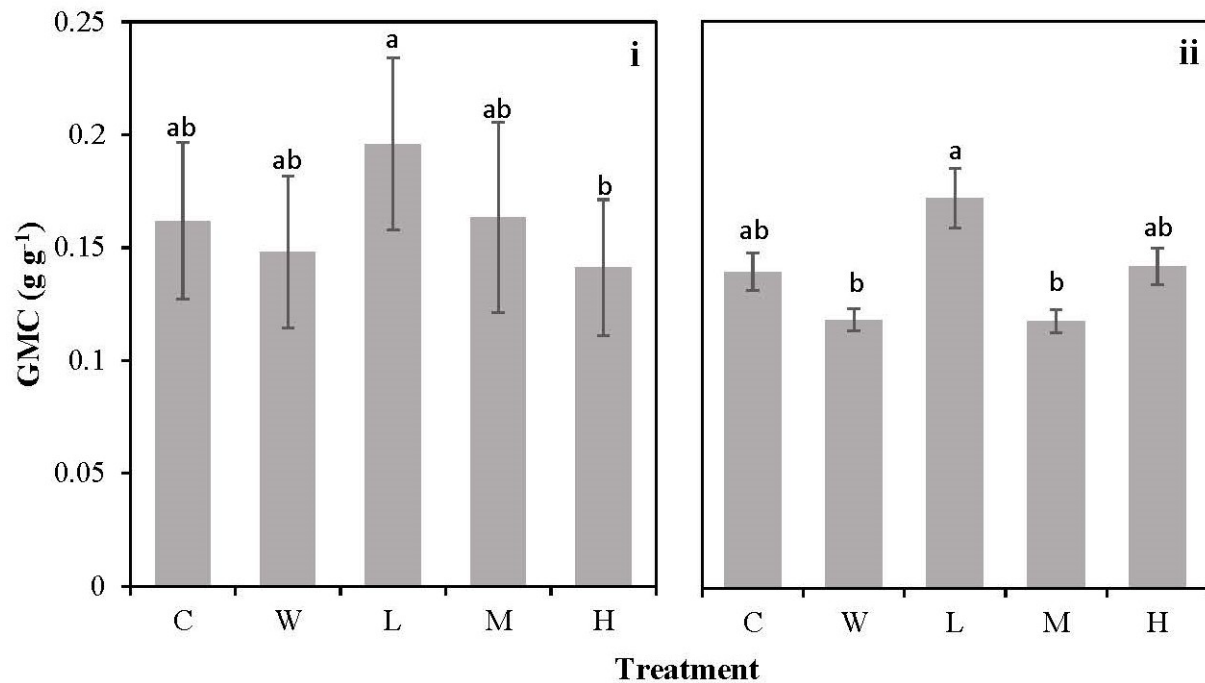 0.25
0.2
0.15
0.1
0.05
0
GMC (g g-1)
i
ab
ab
a
ab
b
C W L M H
ii
ab
b
a
b
ab
C W L M H
Treatment